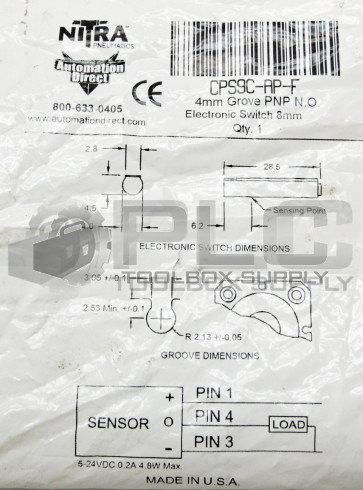 NITRA
PNEUMATICS
Automation
Direct
800-633-0405
www.automationdirect.com
CPS9C-AP-F
4mm Grove PNP N.O.
Electronic Switch 8mm
Qty. 1
2.8
28.5
4.6
4.0
6.2
Sensing Point
ELECTRONIC SWITCH DIMENSIONS
PLC
TOOLBOX SUPPLY
3.06 +/-0.1
2.53 Min. +/-0.1
R 2.13 +/-0.05
GROOVE DIMENSIONS
+ PIN 1
SENSOR O PIN 4 LOAD
- PIN 3
5-24VDC 0.2A 4.8W Max.
MADE IN U.S.A.